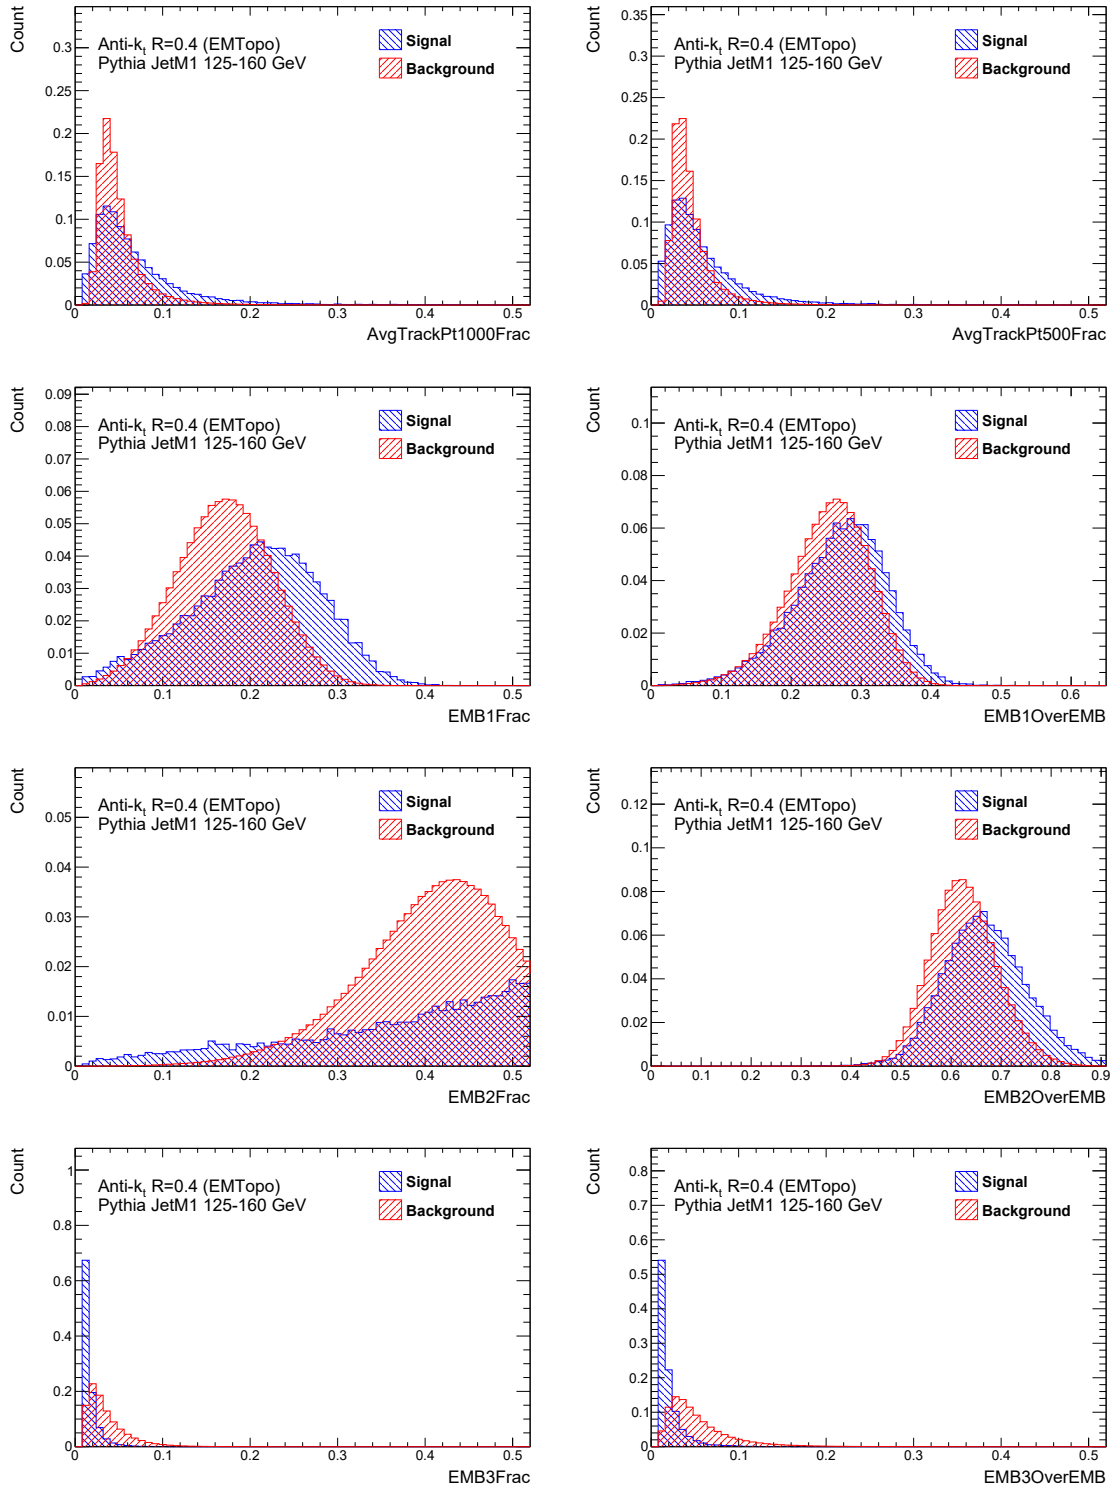 Count
0.3
0.25
0.2
0.15
0.1
0.05
0
Anti-kt R=0.4 (EMTopo)
Pythia JetM1 125-160 GeV
Signal
Background
0 0.1 0.2 0.3 0.4 0.5
AvgTrackPt1000Frac
Count
0.35
0.3
0.25
0.2
0.15
0.1
0.05
0
Anti-kt R=0.4 (EMTopo)
Pythia JetM1 125-160 GeV
Signal
Background
0 0.1 0.2 0.3 0.4 0.5
AvgTrackPt500Frac
Count
0.09
0.08
0.07
0.06
0.05
0.04
0.03
0.02
0.01
0
Anti-kt R=0.4 (EMTopo)
Pythia JetM1 125-160 GeV
Signal
Background
0 0.1 0.2 0.3 0.4 0.5
EMB1Frac
Count
0.1
0.08
0.06
0.04
0.02
0
Anti-kt R=0.4 (EMTopo)
Pythia JetM1 125-160 GeV
Signal
Background
0 0.1 0.2 0.3 0.4 0.5 0.6
EMB1OverEMB
Count
0.05
0.04
0.03
0.02
0.01
0
Anti-kt R=0.4 (EMTopo)
Pythia JetM1 125-160 GeV
Signal
Background
0 0.1 0.2 0.3 0.4 0.5
EMB2Frac
Count
0.12
0.1
0.08
0.06
0.04
0.02
0
Anti-kt R=0.4 (EMTopo)
Pythia JetM1 125-160 GeV
Signal
Background
0 0.1 0.2 0.3 0.4 0.5 0.6 0.7 0.8 0.9
EMB2OverEMB
Count
1
0.8
0.6
0.4
0.2
0
Anti-kt R=0.4 (EMTopo)
Pythia JetM1 125-160 GeV
Signal
Background
0 0.1 0.2 0.3 0.4 0.5
EMB3Frac
Count
0.8
0.7
0.6
0.5
0.4
0.3
0.2
0.1
0
Anti-kt R=0.4 (EMTopo)
Pythia JetM1 125-160 GeV
Signal
Background
0 0.1 0.2 0.3 0.4 0.5
EMB3OverEMB